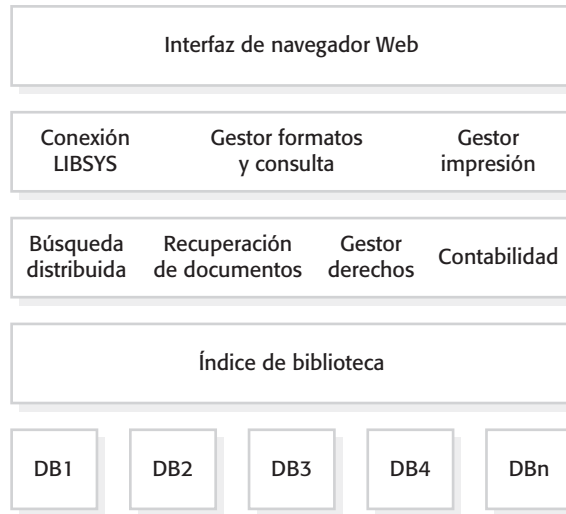 Interfaz de navegador Web
Conexión
LIBSYS
Gestor formatos
y consulta
Gestor
impresión
Búsqueda
distribuida
Recuperación
de documentos
Gestor
derechos
Contabilidad
Índice de biblioteca
DB1
DB2
DB3
DB4
DBn